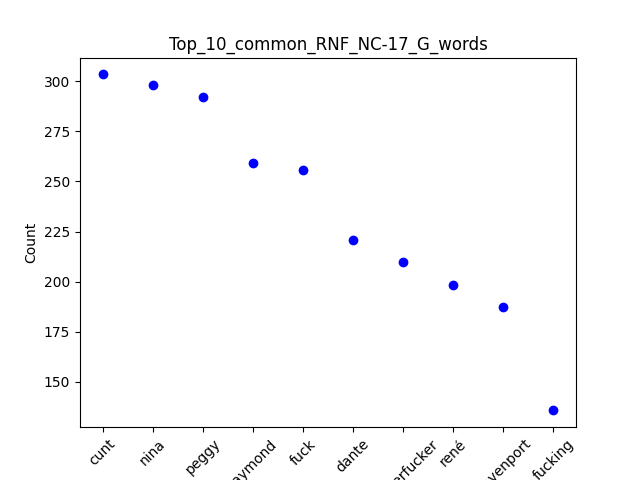 Top_10_common_RNF_NC-17_G_words
Count
300
275
250
225
200
175
150
cunt
nina
peggy
aymond
fuck
dante
erfucker
rené
venport
fucking